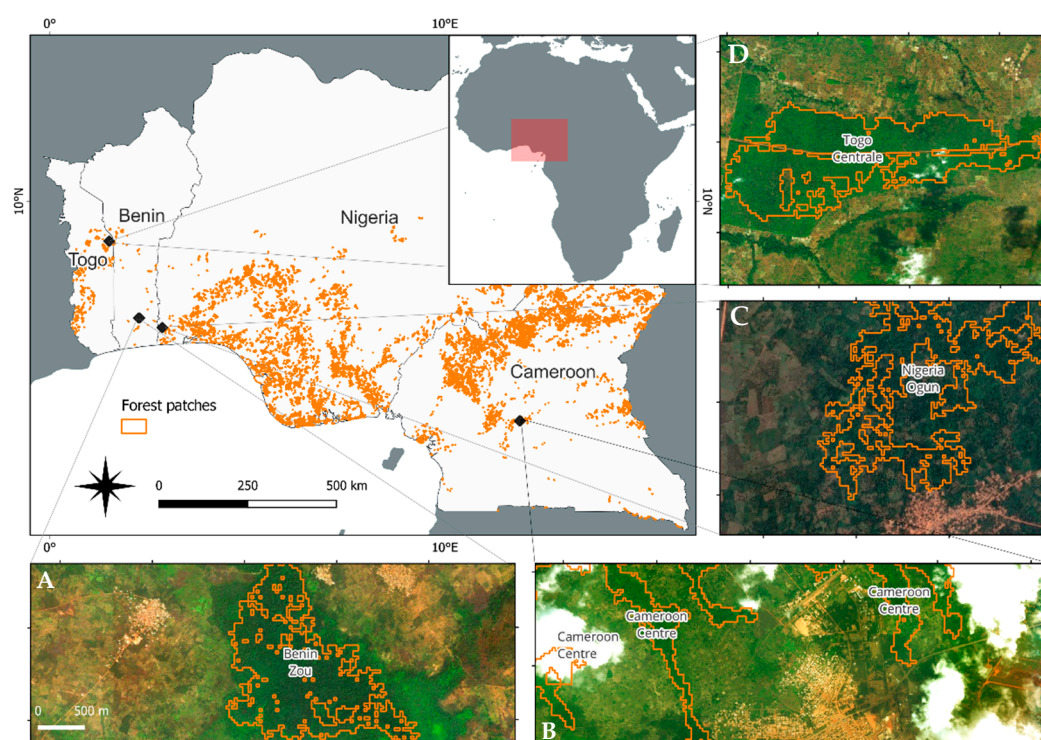 0°
10°E
10°N
Benin
Nigeria
Togo
Cameroon
Forest patches
0 250 500 km
0°
10°E
10°N
D
Togo
Centrale
C
Nigeria
Ogun
A
Benin
Zou
0 500 m
B
Cameroon
Centre
Cameroon
Centre
Cameroon
Centre